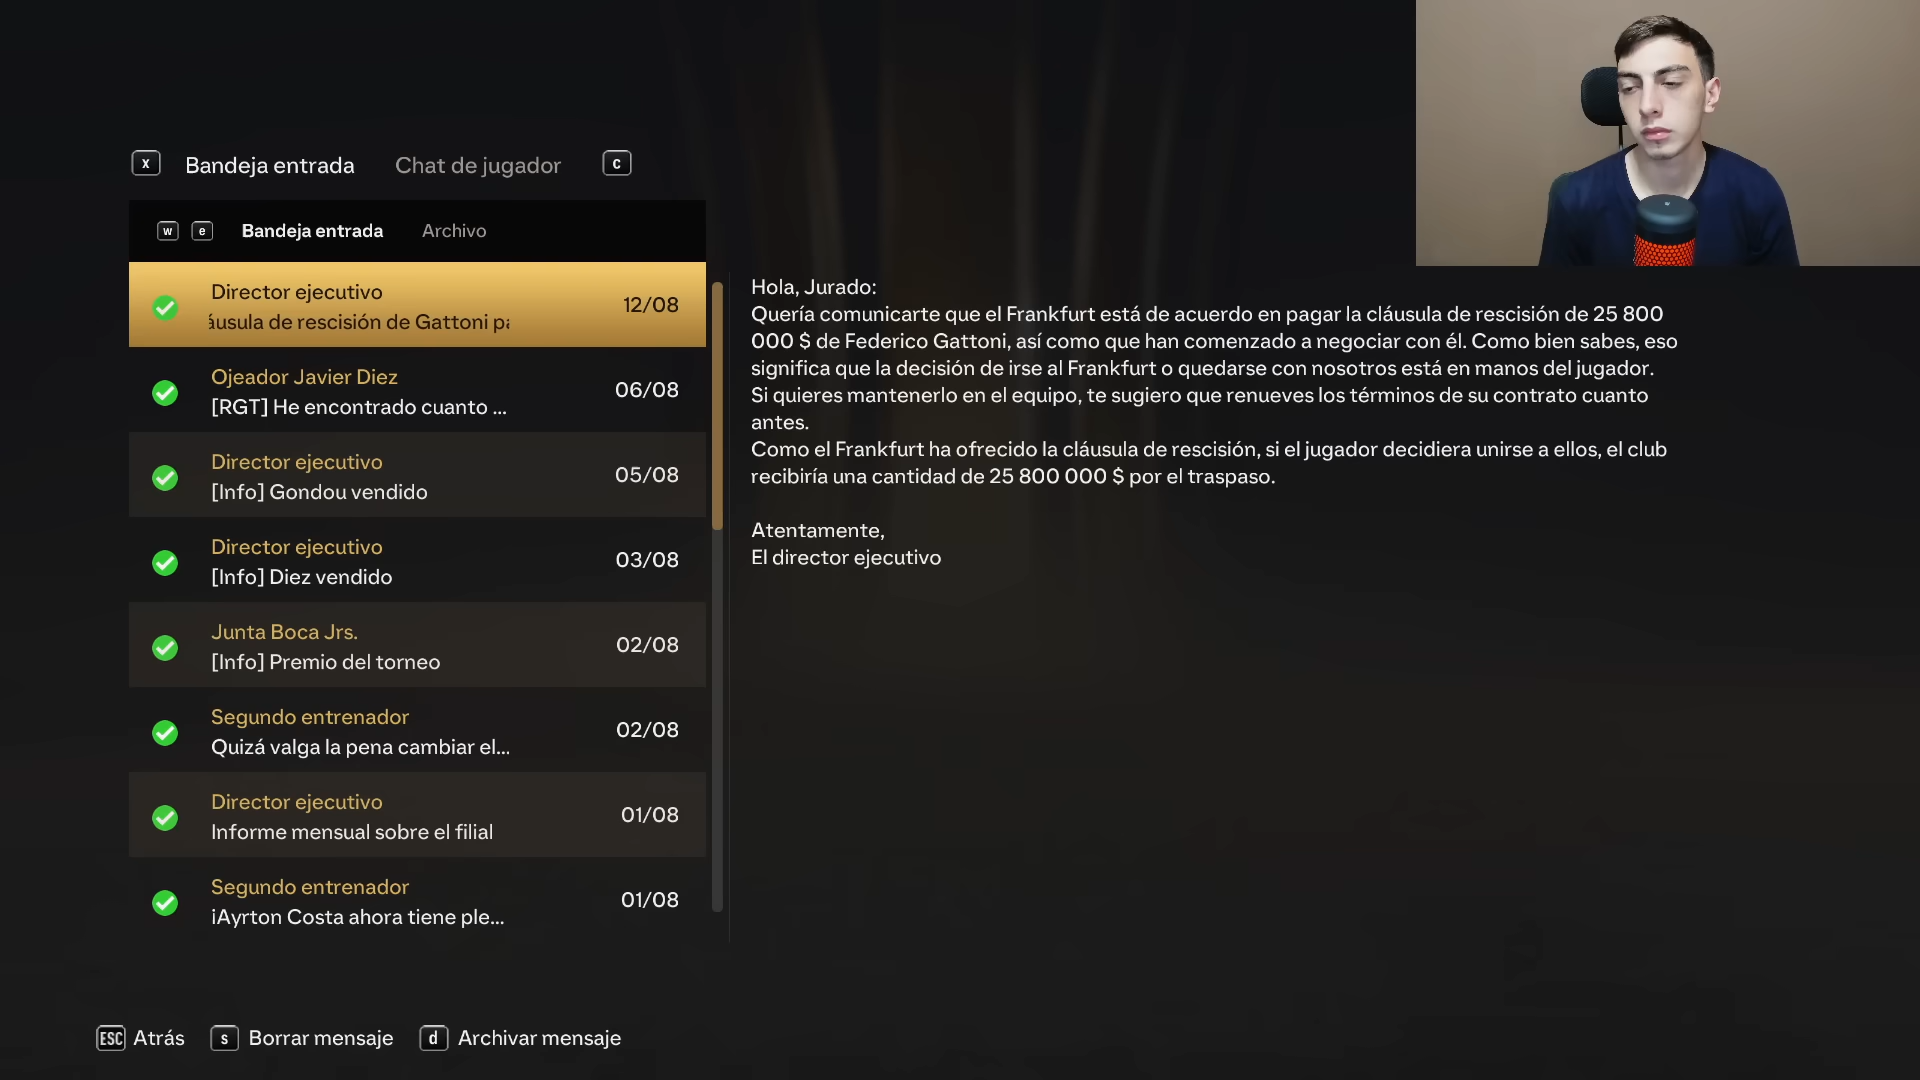 x Bandeja entrada Chat de jugador c
w e Bandeja entrada Archivo
Director ejecutivo 12/08
áusula de rescisión de Gattoni pa
Ojeador Javier Diez 06/08
[RGT] He encontrado cuanto ...
Director ejecutivo 05/08
[Info] Gondou vendido
Director ejecutivo 03/08
[Info] Diez vendido
Junta Boca Jrs. 02/08
[Info] Premio del torneo
Segundo entrenador 02/08
Quizá valga la pena cambiar el...
Director ejecutivo 01/08
Informe mensual sobre el filial
Segundo entrenador 01/08
¡Ayrton Costa ahora tiene ple...
Hola, Jurado:
Quería comunicarte que el Frankfurt está de acuerdo en pagar la cláusula de rescisión de 25 800
000 $ de Federico Gattoni, así como que han comenzado a negociar con él. Como bien sabes, eso
significa que la decisión de irse al Frankfurt o quedarse con nosotros está en manos del jugador.
Si quieres mantenerlo en el equipo, te sugiero que renueves los términos de su contrato cuanto
antes.
Como el Frankfurt ha ofrecido la cláusula de rescisión, si el jugador decidiera unirse a ellos, el club
recibiría una cantidad de 25 800 000 $ por el traspaso.
Atentamente,
El director ejecutivo
ESC Atrás s Borrar mensaje d Archivar mensaje